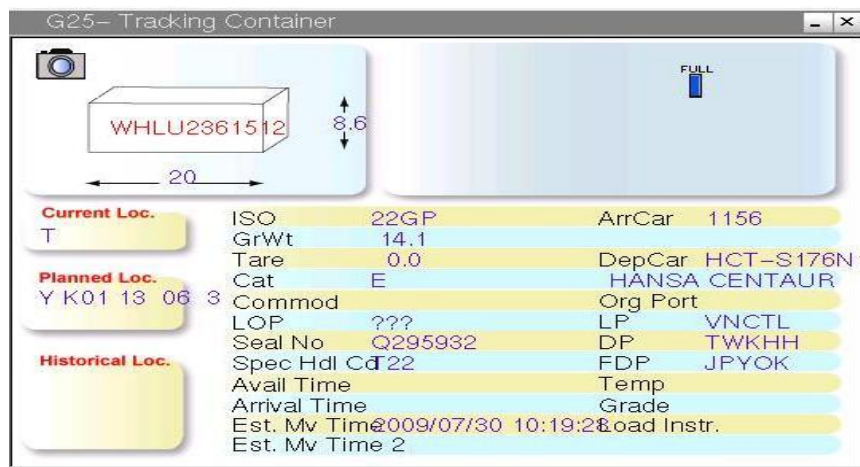 G25- Tracking Container
FULL
WHLU2361512
8.6
20
Current Loc.
T
Planned Loc.
Y K01 13 06 3
Historical Loc.
ISO 22GP ArrCar 1156
GrWt 14.1
Tare 0.0 DepCar HCT-S176N
Cat E HANSA CENTAUR
Commod Org Port
LOP ??? LP VNCTL
Seal No Q295932 DP TWKHH
Spec Hdl Cd T22 FDP JPYOK
Avail Time Temp
Arrival Time Grade
Est. Mv Time 2009/07/30 10:19:28 Load Instr.
Est. Mv Time 2